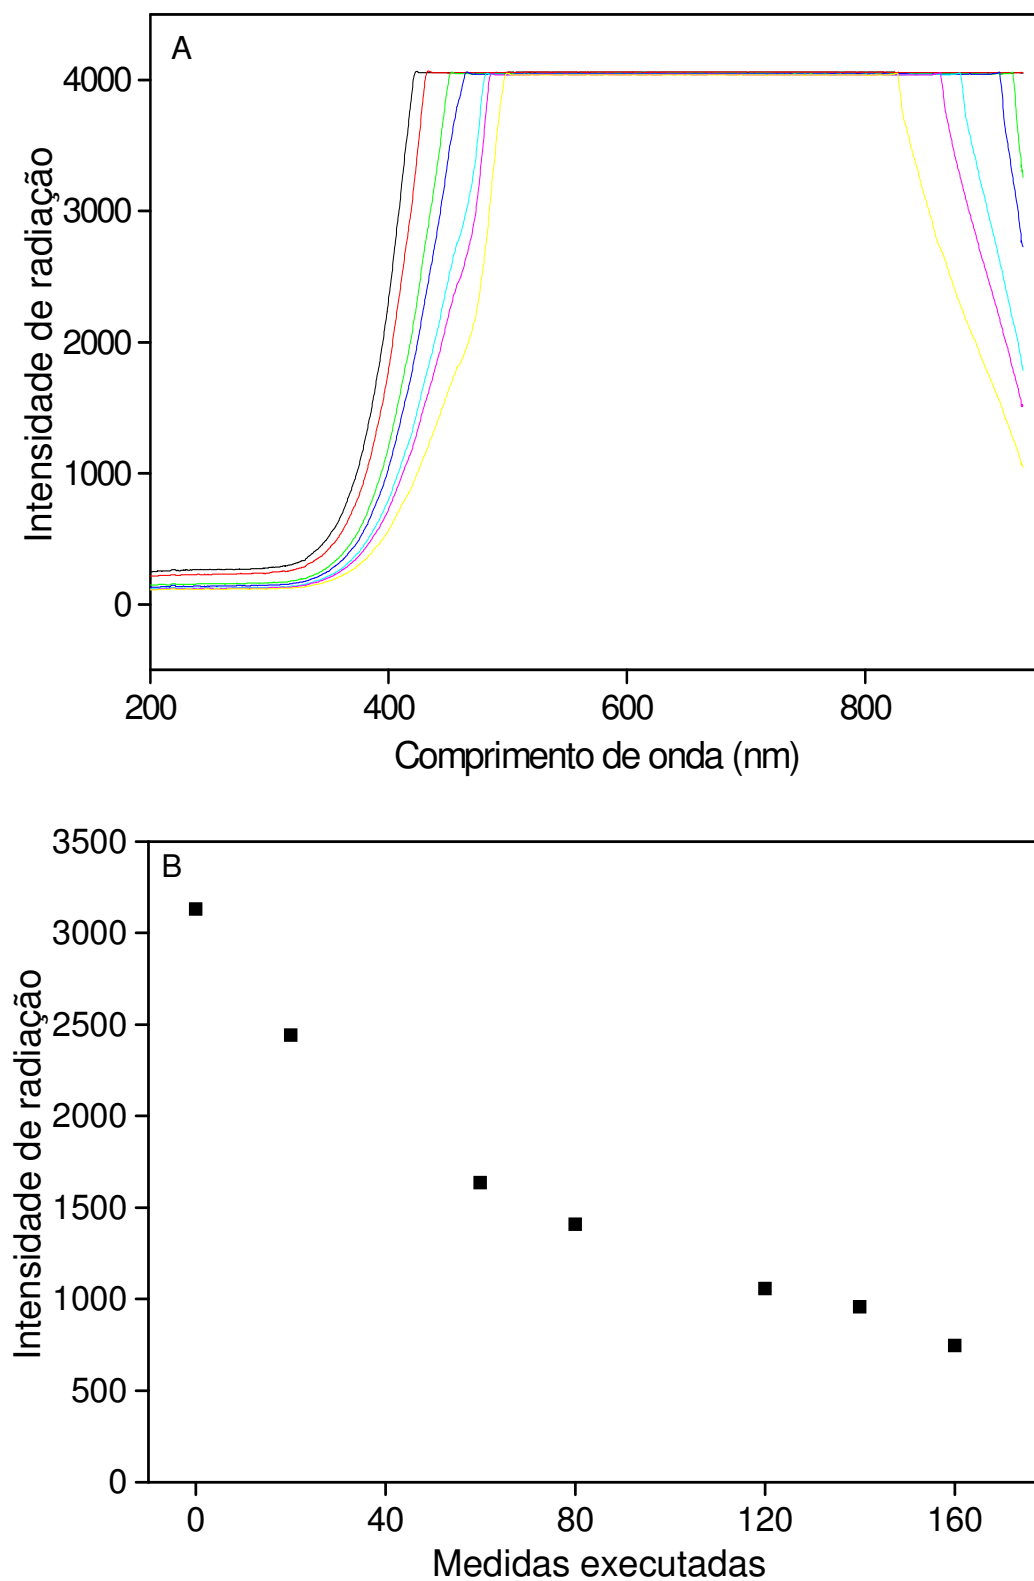 A
4000
3000
2000
1000
0
Intensidade de radiação
200 400 600 800
Comprimento de onda (nm)
B
3500
3000
2500
2000
1500
1000
500
0
Intensidade de radiação
0 40 80 120 160
Medidas executadas